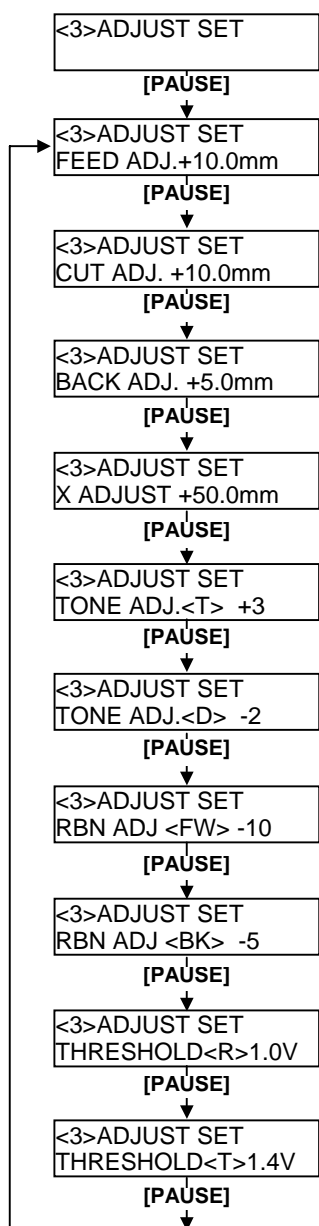 <3>ADJUST SET
[PAUSE]
<3>ADJUST SET
FEED ADJ.+10.0mm
[PAUSE]
<3>ADJUST SET
CUT ADJ. +10.0mm
[PAUSE]
<3>ADJUST SET
BACK ADJ. +5.0mm
[PAUSE]
<3>ADJUST SET
X ADJUST +50.0mm
[PAUSE]
<3>ADJUST SET
TONE ADJ.<T> +3
[PAUSE]
<3>ADJUST SET
TONE ADJ.<D> -2
[PAUSE]
<3>ADJUST SET
RBN ADJ <FW> -10
[PAUSE]
<3>ADJUST SET
RBN ADJ <BK> -5
[PAUSE]
<3>ADJUST SET
THRESHOLD<R>1.0V
[PAUSE]
<3>ADJUST SET
THRESHOLD<T>1.4V
[PAUSE]